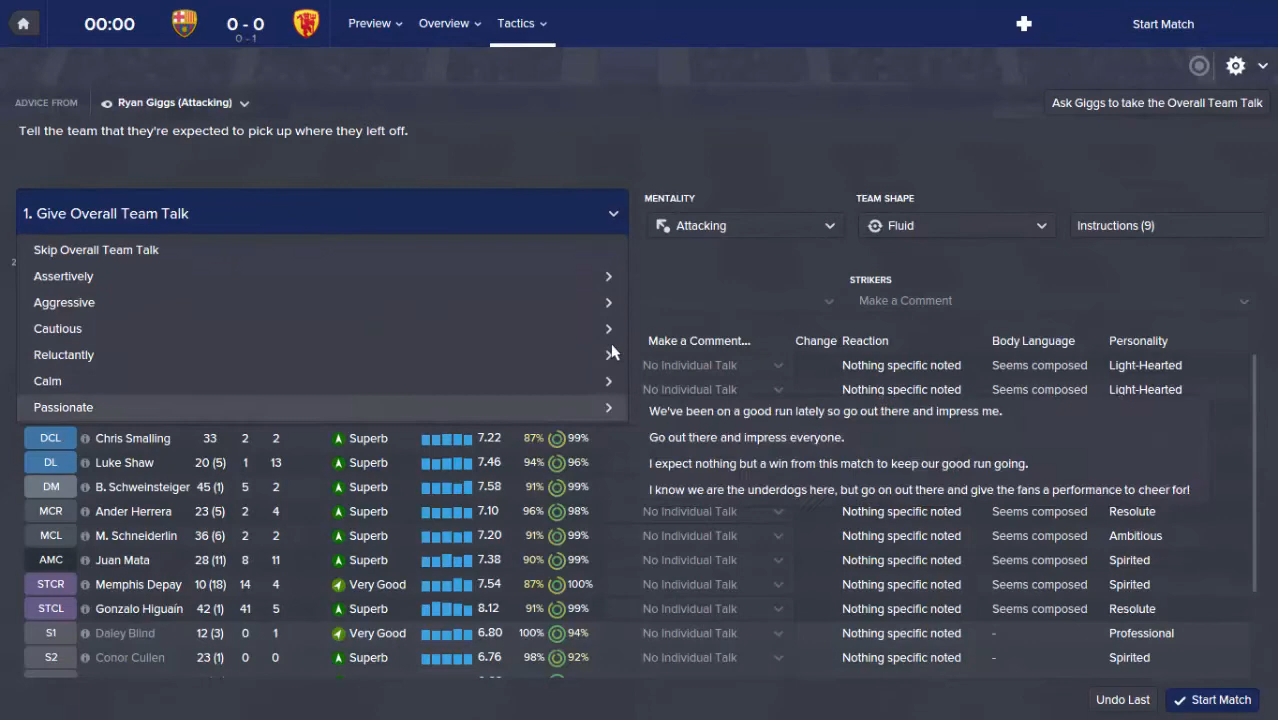 00:00
0 - 0
0 - 1
Preview
Overview
Tactics
Start Match
ADVICE FROM
Ryan Giggs (Attacking)
Ask Giggs to take the Overall Team Talk
Tell the team that they're expected to pick up where they left off.
1. Give Overall Team Talk
MENTALITY
TEAM SHAPE
Attacking
Fluid
Instructions (9)
Skip Overall Team Talk
2
Assertively
STRIKERS
Aggressive
Make a Comment
Cautious
Make a Comment... Change Reaction Body Language Personality
Reluctantly
No Individual Talk Nothing specific noted Seems composed Light-Hearted
Calm
No Individual Talk Nothing specific noted Seems composed Light-Hearted
Passionate
We've been on a good run lately so go out there and impress me.
Go out there and impress everyone.
I expect nothing but a win from this match to keep our good run going.
I know we are the underdogs here, but go on out there and give the fans a performance to cheer for!
DCL Chris Smalling 33 2 2 Superb 7.22 87% 99%
DL Luke Shaw 20 (5) 1 13 Superb 7.46 94% 96%
DM B. Schweinsteiger 45 (1) 5 2 Superb 7.58 91% 99%
MCR Ander Herrera 23 (5) 2 4 Superb 7.10 96% 98% No Individual Talk Nothing specific noted Seems composed Resolute
MCL M. Schneiderlin 36 (6) 2 2 Superb 7.20 91% 99% No Individual Talk Nothing specific noted Seems composed Ambitious
AMC Juan Mata 28 (11) 8 11 Superb 7.38 90% 99% No Individual Talk Nothing specific noted Seems composed Spirited
STCR Memphis Depay 10 (18) 14 4 Very Good 7.54 87% 100% No Individual Talk Nothing specific noted Seems composed Spirited
STCL Gonzalo Higuaín 42 (1) 41 5 Superb 8.12 91% 99% No Individual Talk Nothing specific noted Seems composed Resolute
S1 Daley Blind 12 (3) 0 1 Very Good 6.80 100% 94% No Individual Talk Nothing specific noted - Professional
S2 Conor Cullen 23 (1) 0 0 Superb 6.76 98% 92% No Individual Talk Nothing specific noted - Spirited
Undo Last
Start Match